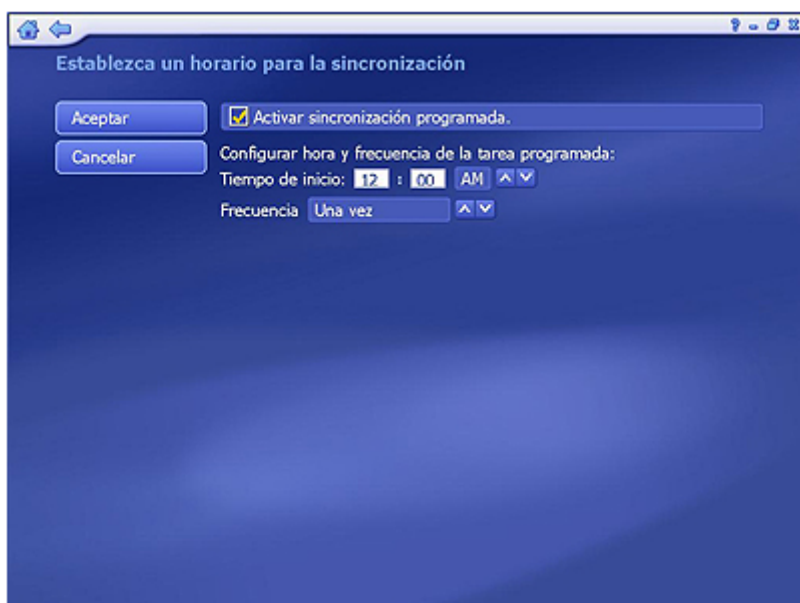 Establezca un horario para la sincronización
Aceptar
Activar sincronización programada.
Cancelar
Configurar hora y frecuencia de la tarea programada:
Tiempo de inicio: 12 : 00 AM
Frecuencia Una vez